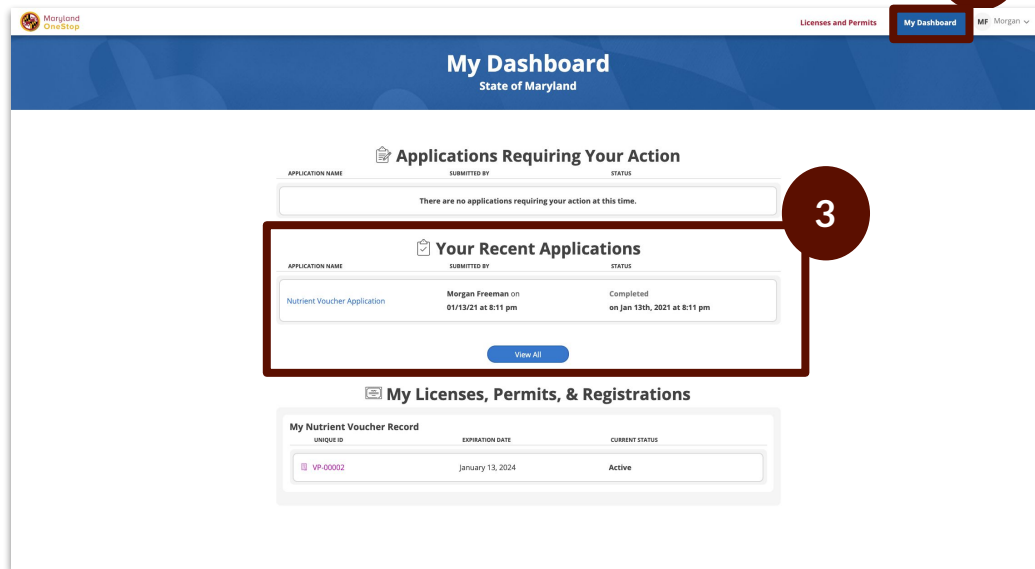 Maryland
OneStop
Licenses and Permits
My Dashboard
MF Morgan
My Dashboard
State of Maryland
Applications Requiring Your Action
APPLICATION NAME SUBMITTED BY STATUS
There are no applications requiring your action at this time.
3
Your Recent Applications
APPLICATION NAME SUBMITTED BY STATUS
Nutrient Voucher Application
Morgan Freeman on
01/13/21 at 8:11 pm
Completed
on Jan 13th, 2021 at 8:11 pm
View All
My Licenses, Permits, & Registrations
My Nutrient Voucher Record
UNIQUE ID EXPIRATION DATE CURRENT STATUS
VP-00002 January 13, 2024 Active